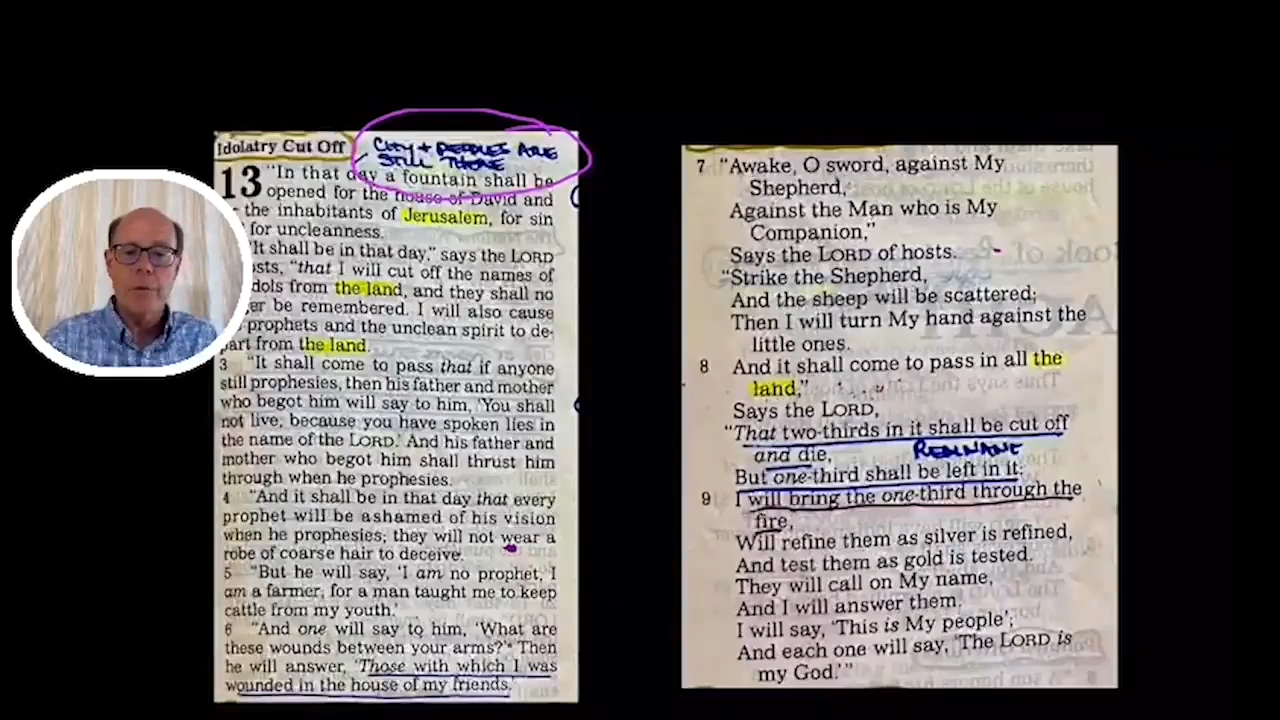 Idolatry Cut Off
CITY + PEOPLES ARE
STILL THERE
13 "In that day a fountain shall be
opened for the house of David and
the inhabitants of Jerusalem, for sin
for uncleanness.
"It shall be in that day," says the LORD
"that I will cut off the names of
from the land, and they shall no
be remembered. I will also cause
prophets and the unclean spirit to de-
part from the land.
3 "It shall come to pass that if anyone
still prophesies, then his father and mother
who begot him will say to him, 'You shall
not live, because you have spoken lies in
the name of the LORD.' And his father and
mother who begot him shall thrust him
through when he prophesies.
4 "And it shall be in that day that every
prophet will be ashamed of his vision
when he prophesies; they will not wear a
robe of coarse hair to deceive.
5 "But he will say, 'I am no prophet, I
am a farmer; for a man taught me to keep
cattle from my youth.'
6 "And one will say to him, 'What are
these wounds between your arms?'* Then
he will answer, 'Those with which I was
wounded in the house of my friends.'
7 "Awake, O sword, against My
Shepherd,
Against the Man who is My
Companion,"
Says the LORD of hosts.
"Strike the Shepherd,
And the sheep will be scattered;
Then I will turn My hand against the
little ones.
8 And it shall come to pass in all the
land,"
Says the LORD,
"That two-thirds in it shall be cut off
and die,
REMNANT
But one-third shall be left in it:
9 I will bring the one-third through the
fire,
Will refine them as silver is refined,
And test them as gold is tested.
They will call on My name,
And I will answer them.
I will say, 'This is My people';
And each one will say, 'The LORD is
my God.'"